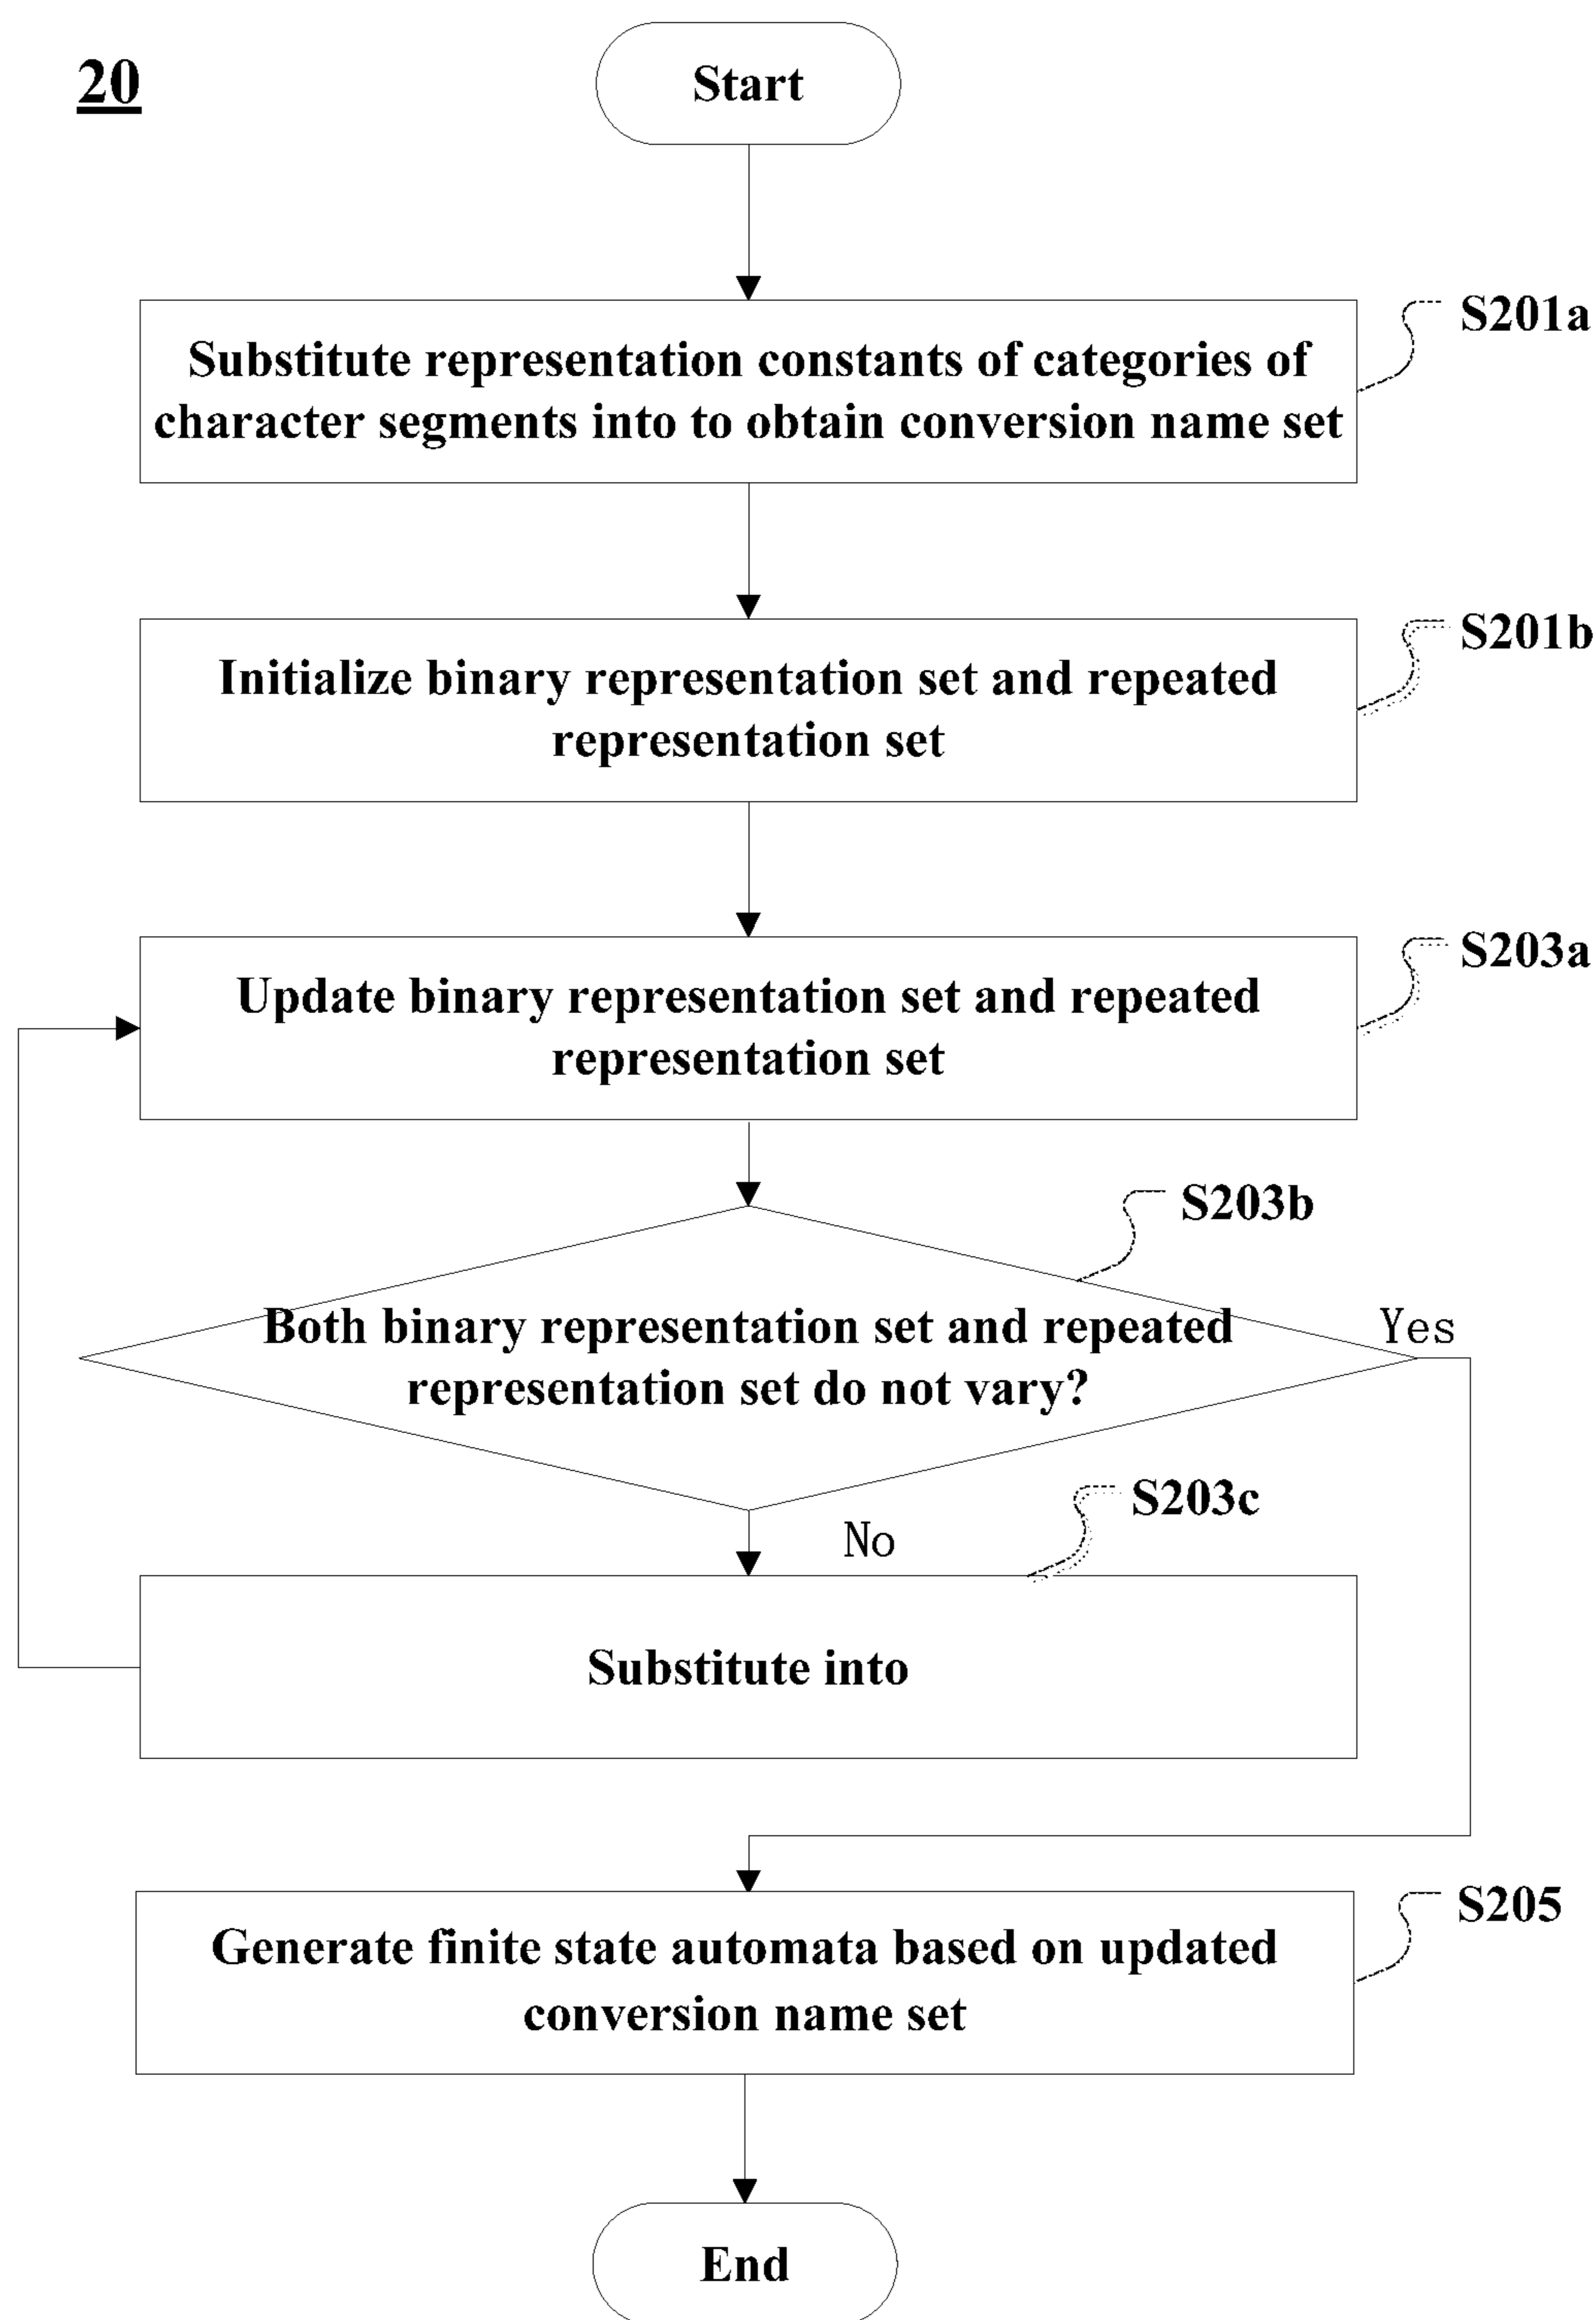 20
Start
S201a
Substitute representation constants of categories of
character segments into to obtain conversion name set
S201b
Initialize binary representation set and repeated
representation set
S203a
Update binary representation set and repeated
representation set
S203b
Both binary representation set and repeated
representation set do not vary?
Yes
S203c
No
Substitute into
S205
Generate finite state automata based on updated
conversion name set
End